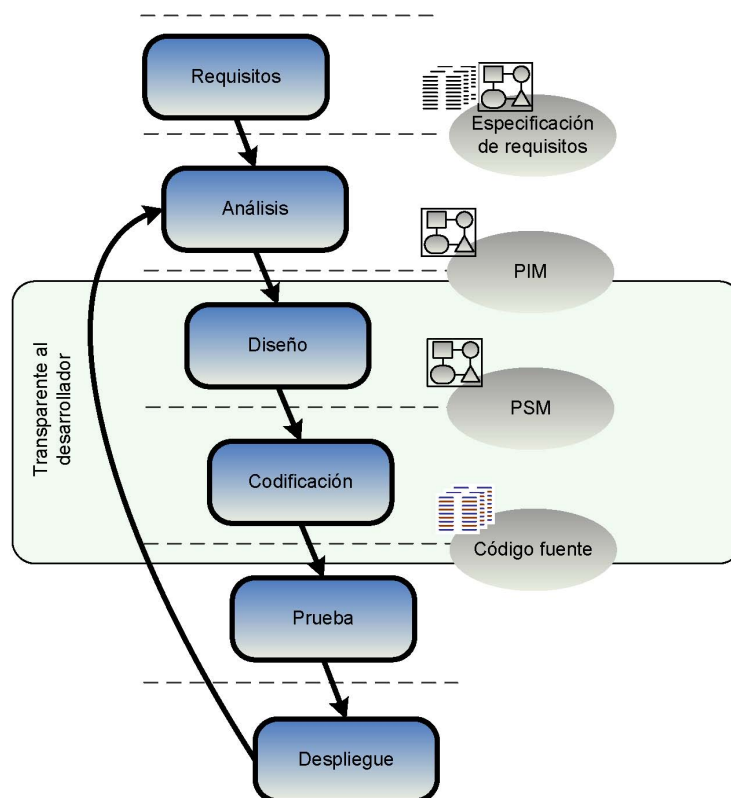 Requisitos
Especificación
de requisitos
Análisis
PIM
Transparente al
desarrollador
Diseño
PSM
Codificación
Código fuente
Prueba
Despliegue